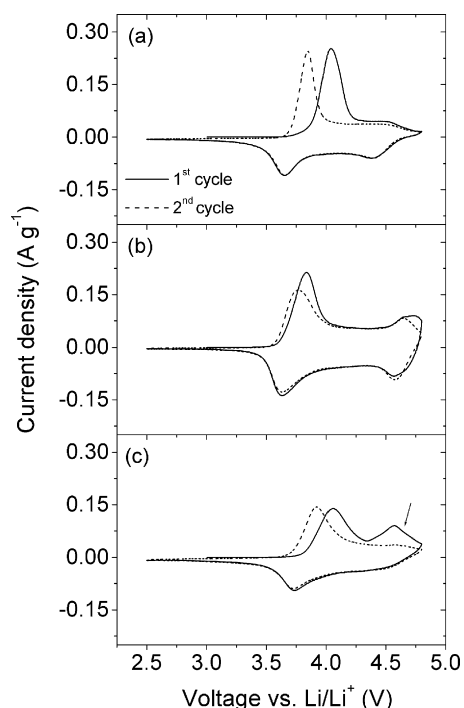 (a)
0.30
0.15
0.00
-0.15
1st cycle
2nd cycle
(b)
0.30
0.15
0.00
-0.15
(c)
0.30
0.15
0.00
-0.15
2.5 3.0 3.5 4.0 4.5 5.0
Current density (A g-1)
Voltage vs. Li/Li+ (V)